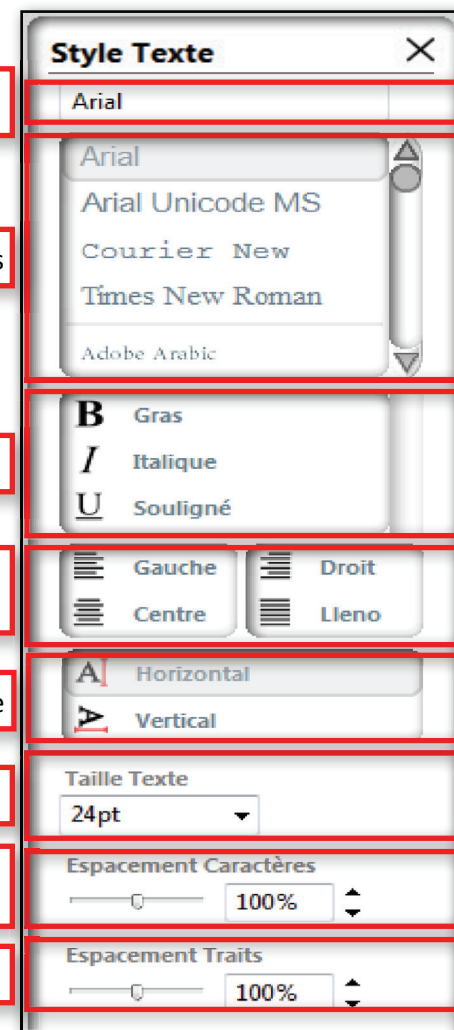 Style Texte
Arial
Arial
Arial Unicode MS
s
Courier New
Times New Roman
Adobe Arabic
B Gras
I Italique
U Souligné
Gauche Droit
Centre Lleno
A Horizontal
e
A Vertical
Taille Texte
24pt
Espacement Caractères
100%
Espacement Traits
100%